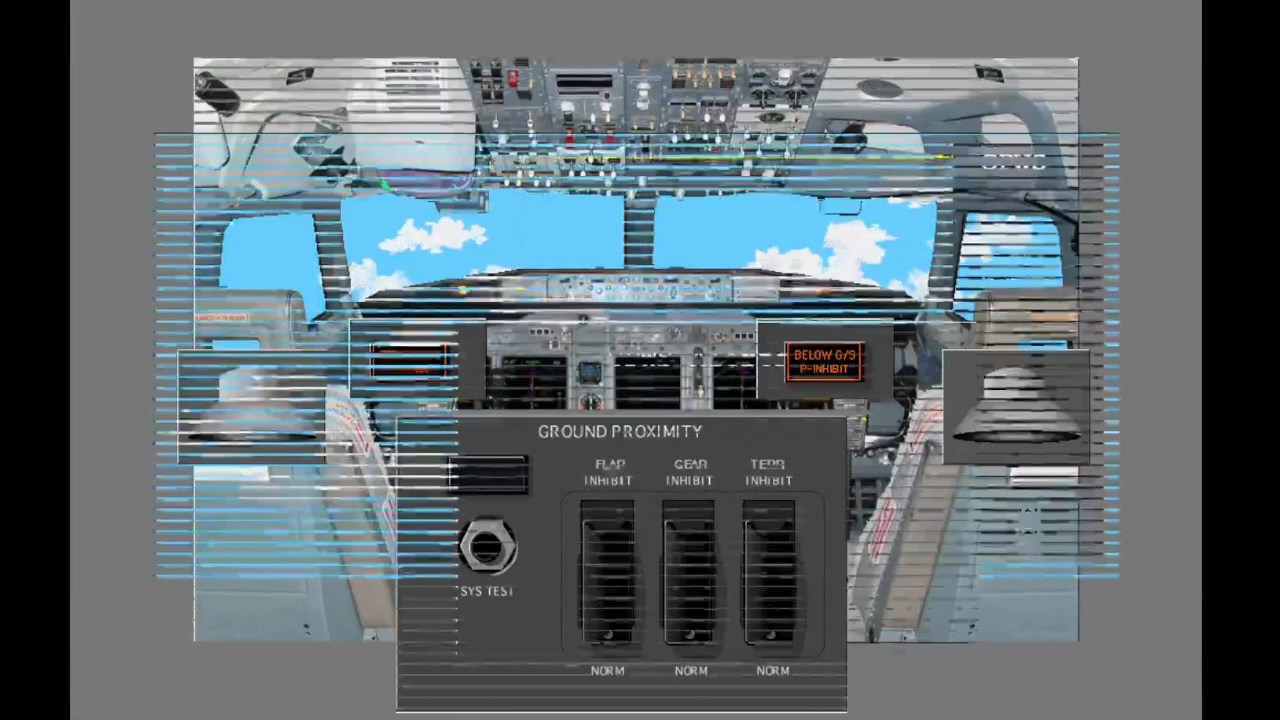 BELOW G/S
P-INHIBIT
GROUND PROXIMITY
FLAP
INHIBIT
GEAR
INHIBIT
TERR
INHIBIT
SYS TEST
NORM
NORM
NORM